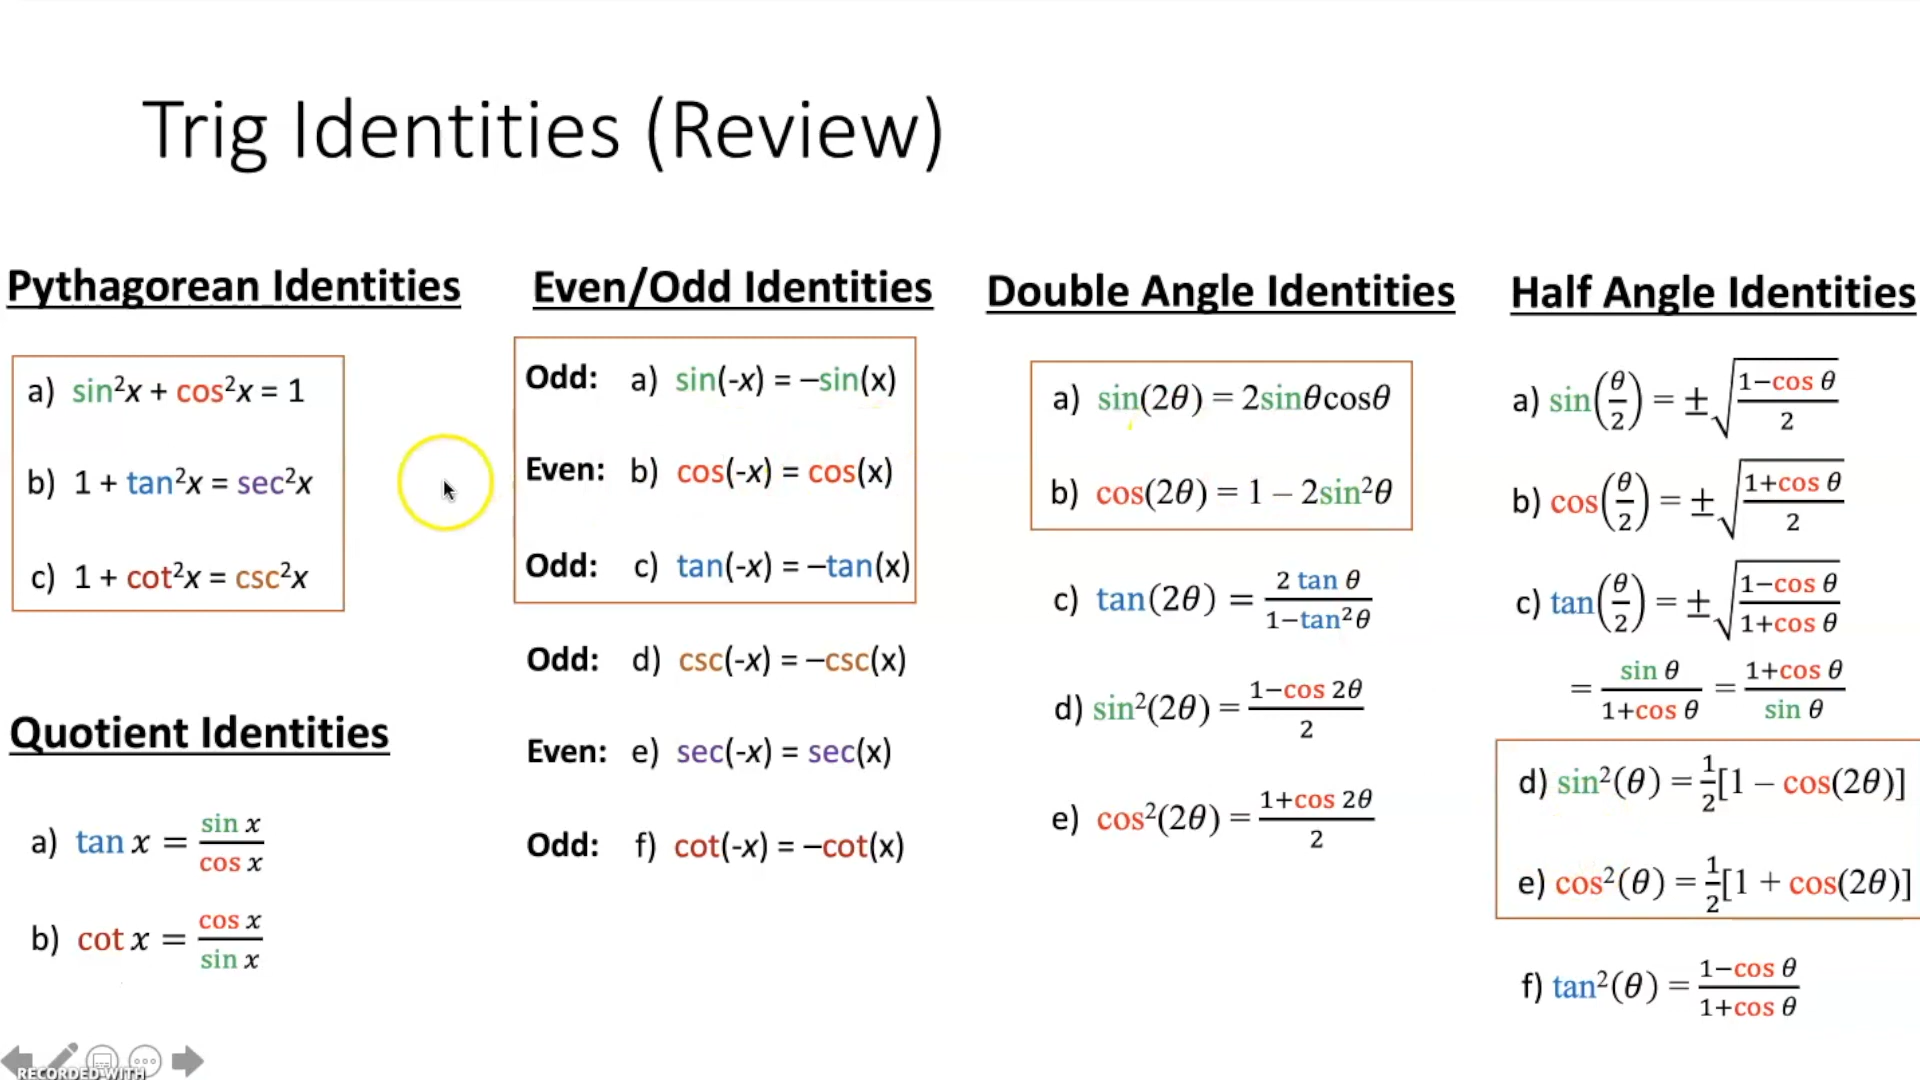 Trig Identities (Review)
Pythagorean Identities
a) sin²x + cos²x = 1
b) 1 + tan²x = sec²x
c) 1 + cot²x = csc²x
Quotient Identities
a) tan x = sin x / cos x
b) cot x = cos x / sin x
Even/Odd Identities
Odd: a) sin(-x) = –sin(x)
Even: b) cos(-x) = cos(x)
Odd: c) tan(-x) = –tan(x)
Odd: d) csc(-x) = –csc(x)
Even: e) sec(-x) = sec(x)
Odd: f) cot(-x) = –cot(x)
Double Angle Identities
a) sin(2θ) = 2sinθcosθ
b) cos(2θ) = 1 – 2sin²θ
c) tan(2θ) = 2 tan θ / 1−tan²θ
d) sin²(2θ) = 1−cos 2θ / 2
e) cos²(2θ) = 1+cos 2θ / 2
Half Angle Identities
a) sin(θ/2) = ±√(1−cos θ / 2)
b) cos(θ/2) = ±√(1+cos θ / 2)
c) tan(θ/2) = ±√(1−cos θ / 1+cos θ)
= sin θ / 1+cos θ = 1+cos θ / sin θ
d) sin²(θ) = ½[1 – cos(2θ)]
e) cos²(θ) = ½[1 + cos(2θ)]
f) tan²(θ) = 1−cos θ / 1+cos θ
RECORDED WITH